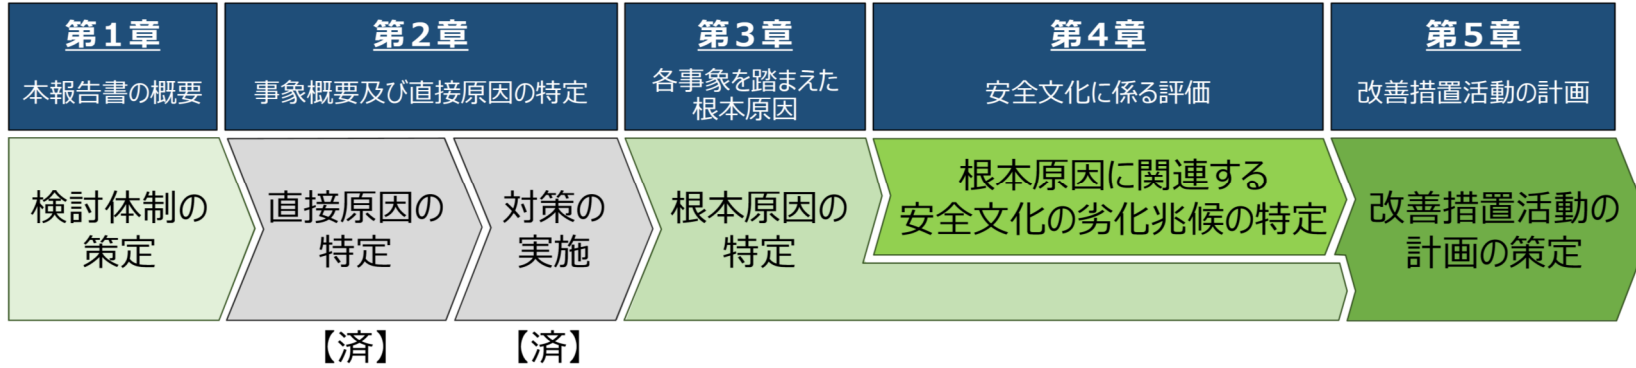 第1章
本報告書の概要
第2章
事象概要及び直接原因の特定
第3章
各事象を踏まえた
根本原因
第4章
安全文化に係る評価
第5章
改善措置活動の計画
検討体制の
策定
直接原因の
特定
対策の
実施
根本原因の
特定
根本原因に関連する
安全文化の劣化兆候の特定
改善措置活動の
計画の策定
【済】
【済】